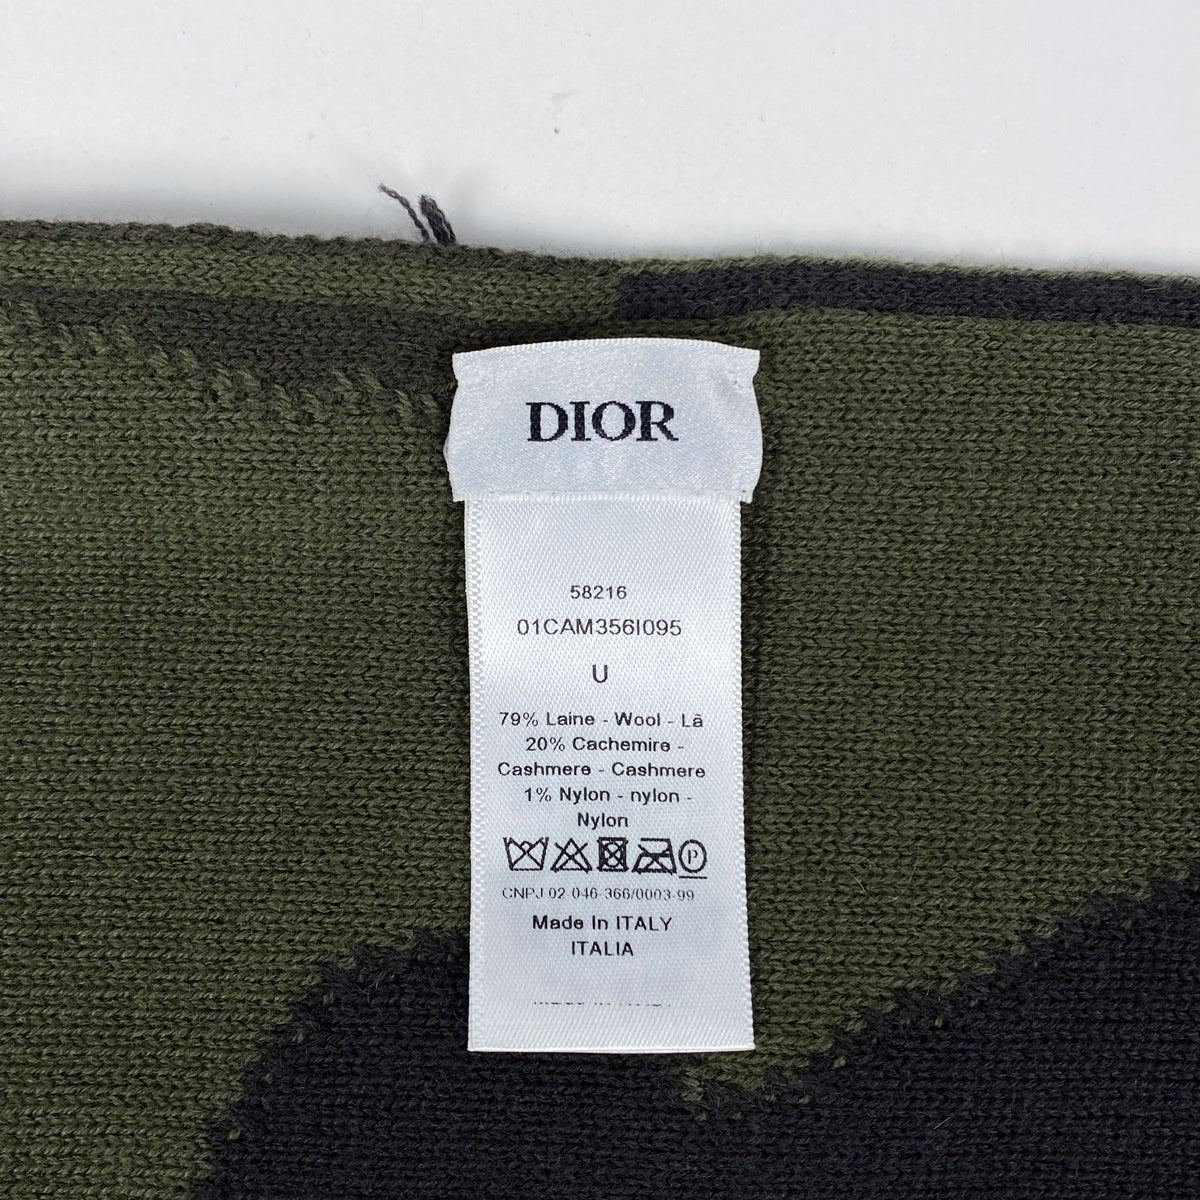 DIOR
58216
01CAM356I095
U
79% Laine - Wool - Lã
20% Cachemire -
Cashmere - Cashmere
1% Nylon - nylon -
Nylon
P
CNPJ 02-046-366/0003-99
Made In ITALY
ITALIA